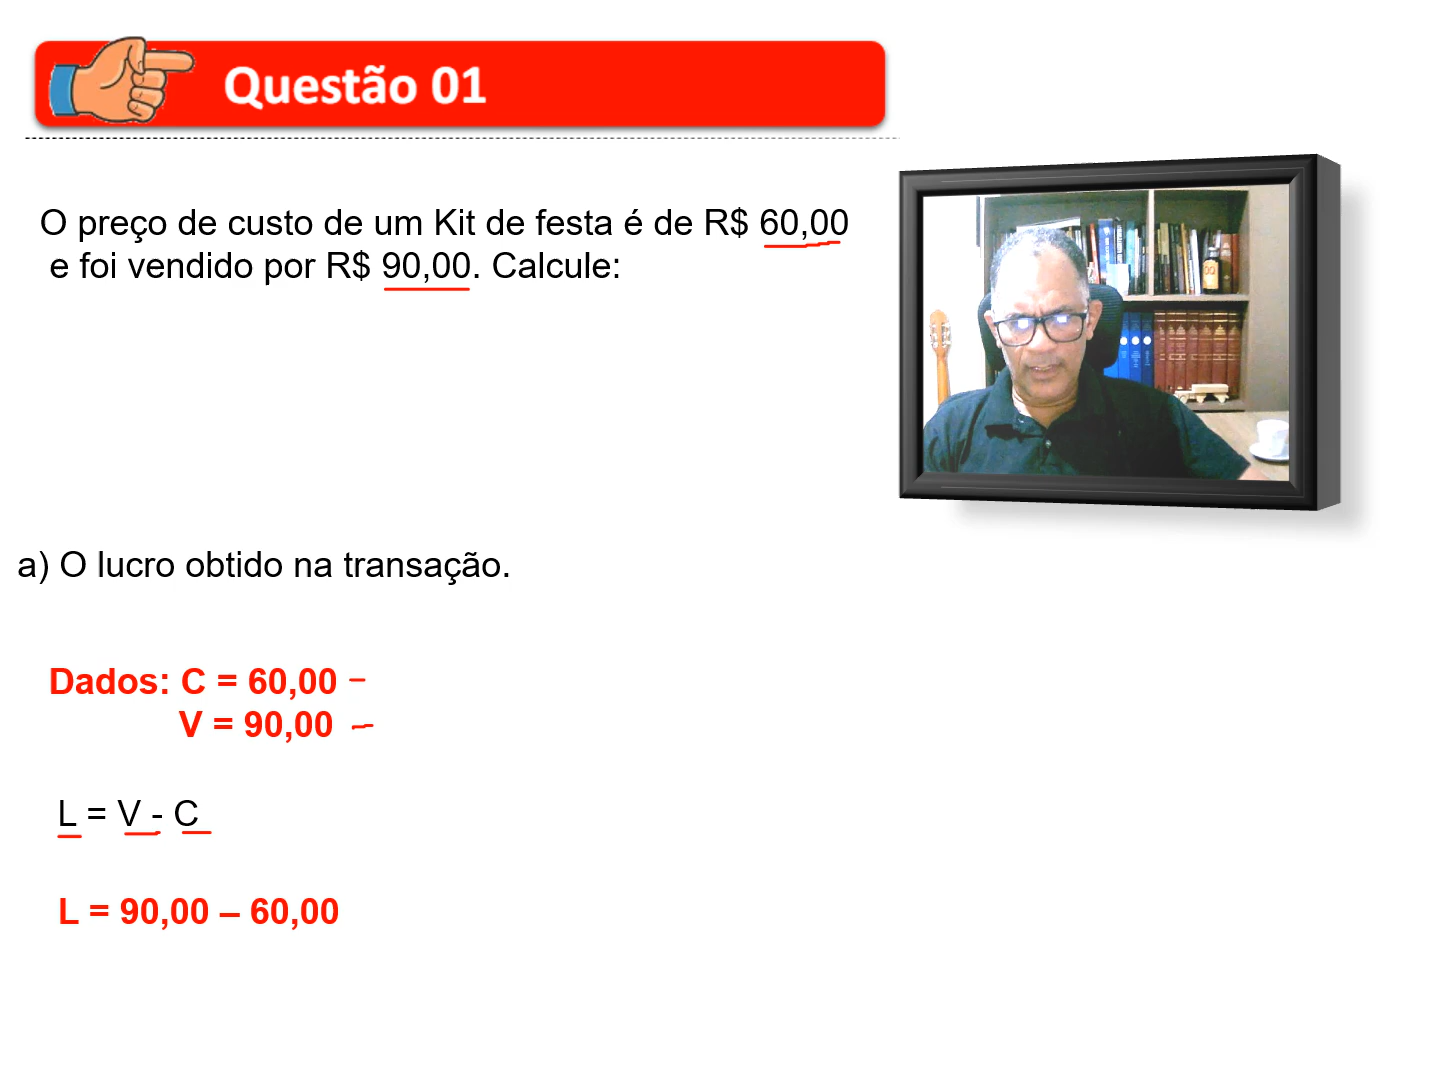 Questão 01
O preço de custo de um Kit de festa é de R$ 60,00
e foi vendido por R$ 90,00. Calcule:
a) O lucro obtido na transação.
Dados: C = 60,00
V = 90,00
L = V - C
L = 90,00 – 60,00